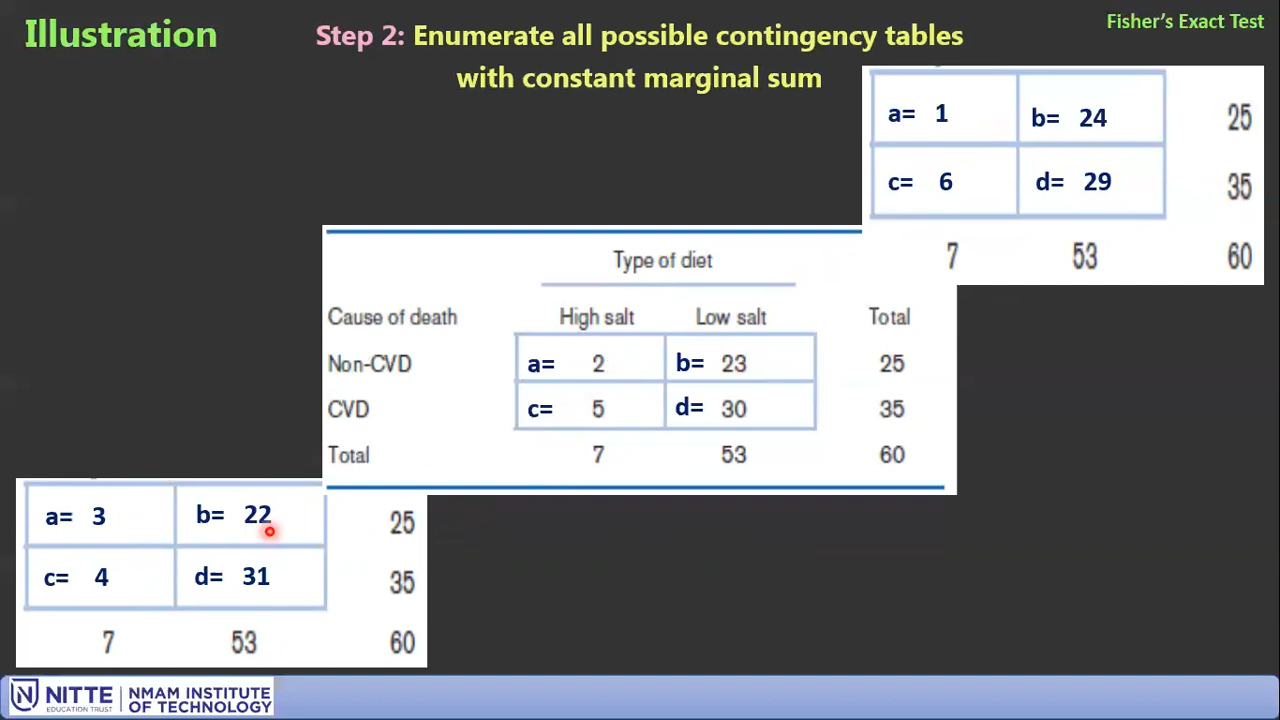 Illustration
Step 2: Enumerate all possible contingency tables
with constant marginal sum
Fisher's Exact Test
a= 1 b= 24 25
c= 6 d= 29 35
7 53 60
Type of diet
Cause of death High salt Low salt Total
Non-CVD a= 2 b= 23 25
CVD c= 5 d= 30 35
Total 7 53 60
a= 3 b= 22 25
c= 4 d= 31 35
7 53 60
NITTE
EDUCATION TRUST
NMAM INSTITUTE
OF TECHNOLOGY